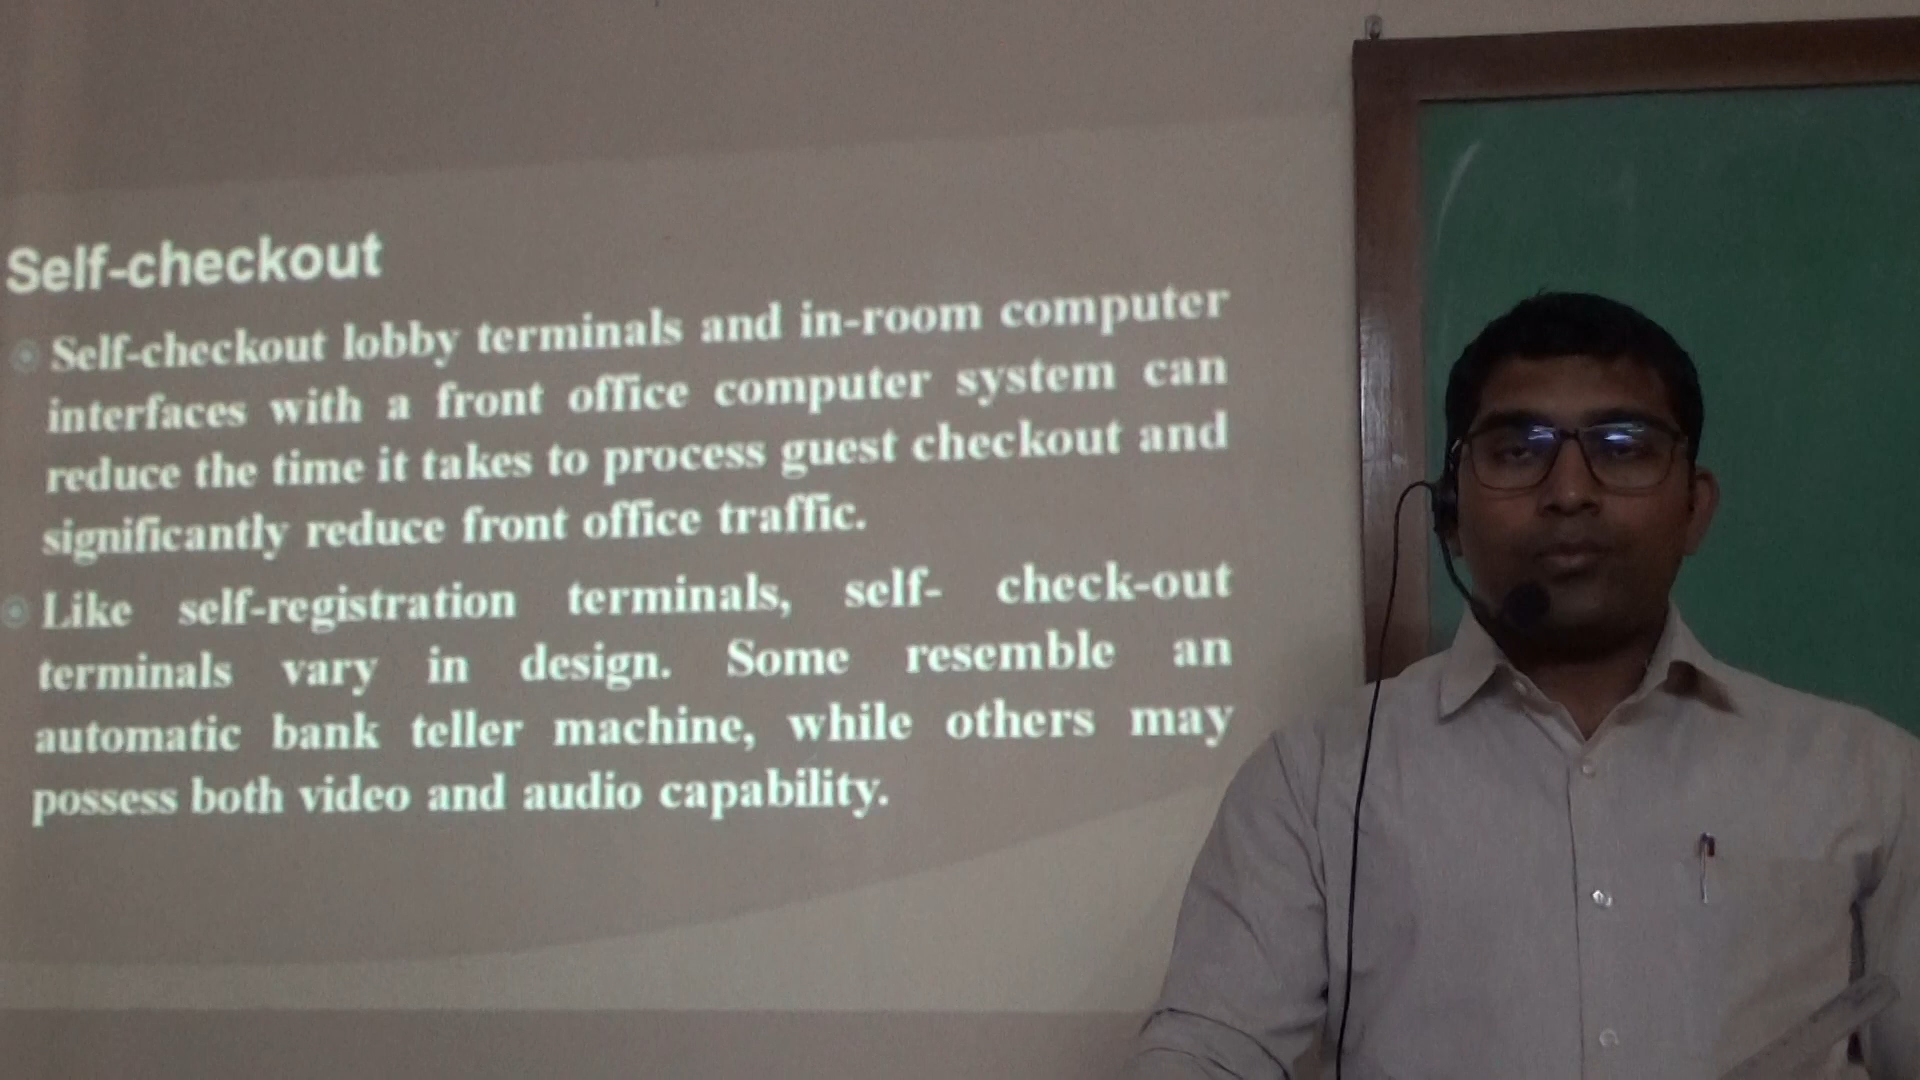 Self-checkout
Self-checkout lobby terminals and in-room computer
interfaces with a front office computer system can
reduce the time it takes to process guest checkout and
significantly reduce front office traffic.
Like self-registration terminals, self- check-out
terminals vary in design. Some resemble an
automatic bank teller machine, while others may
possess both video and audio capability.